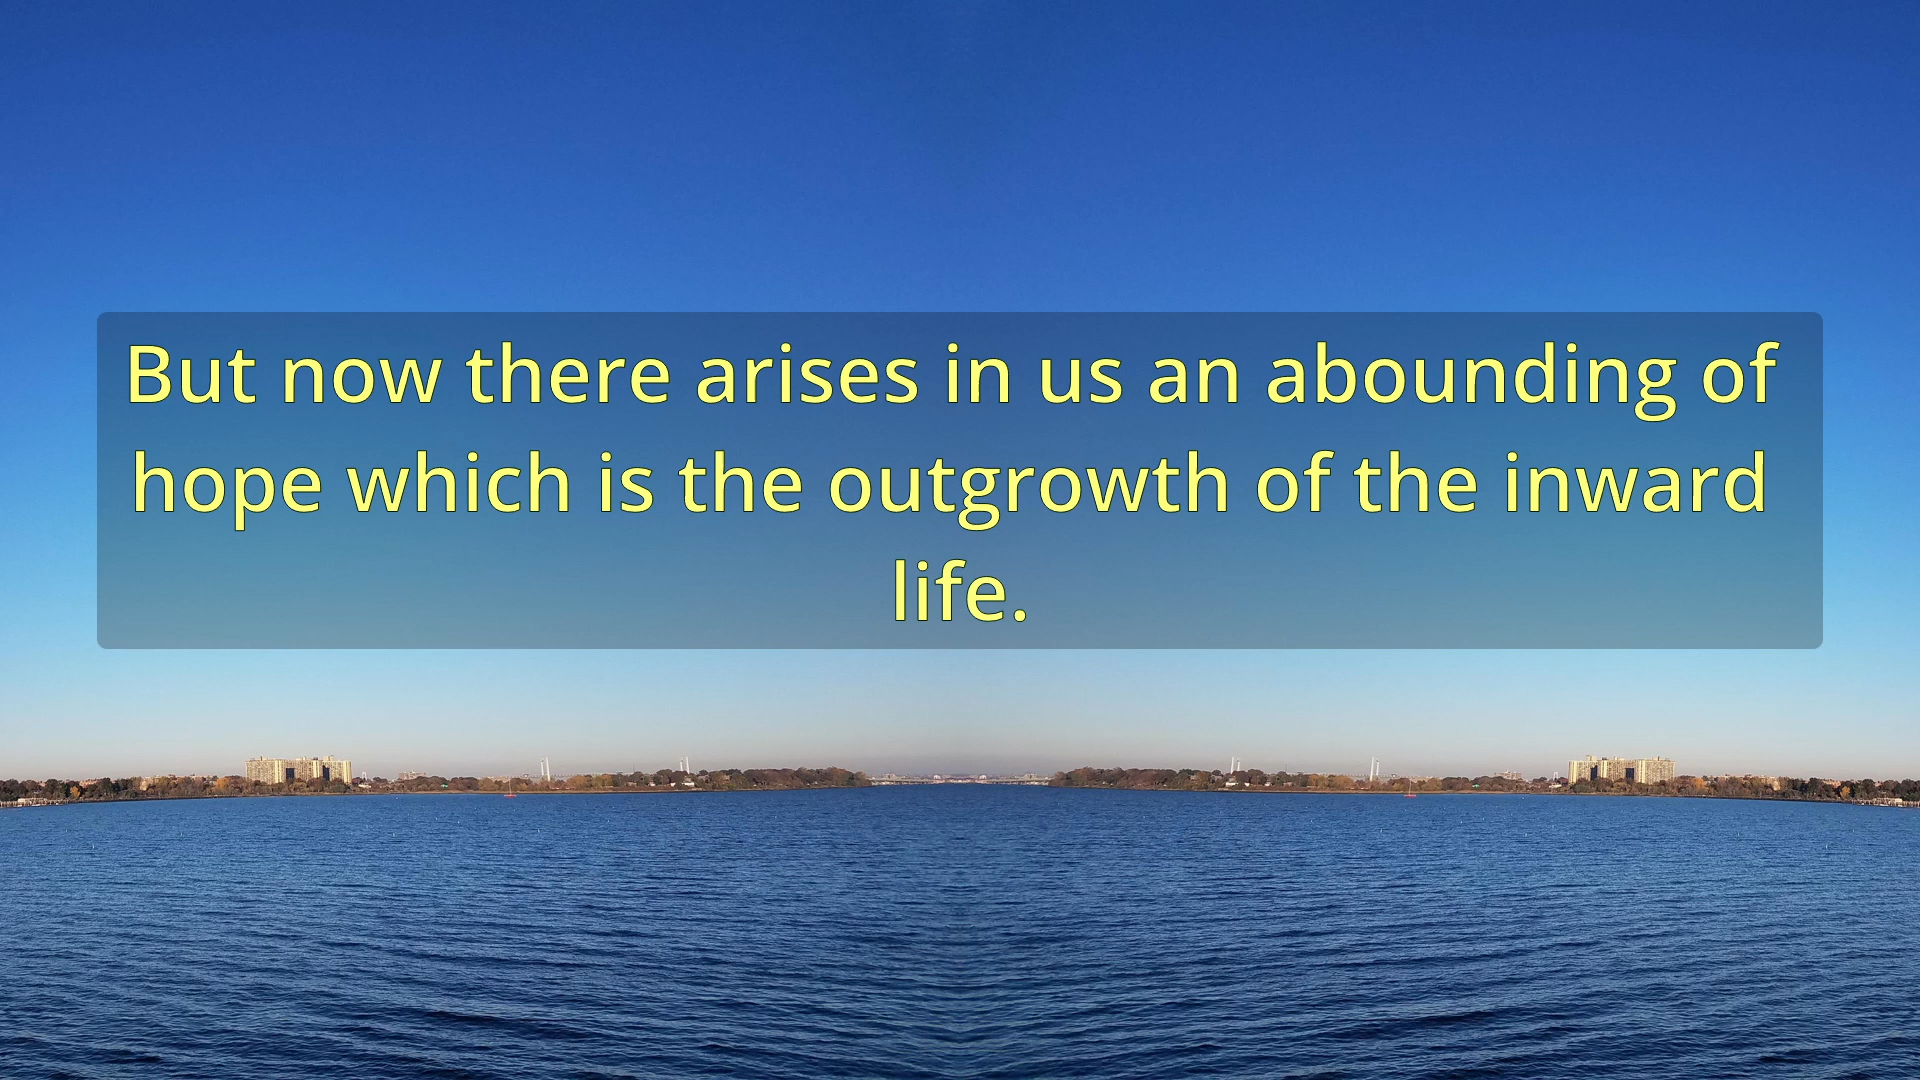 But now there arises in us an abounding of
hope which is the outgrowth of the inward
life.